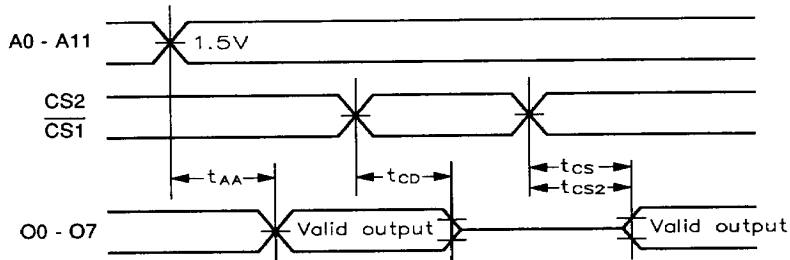 A0 - A11
1.5V
CS2
CS1
tAA
tCD
tCS
tCS2
O0 - O7
Valid output
Valid output